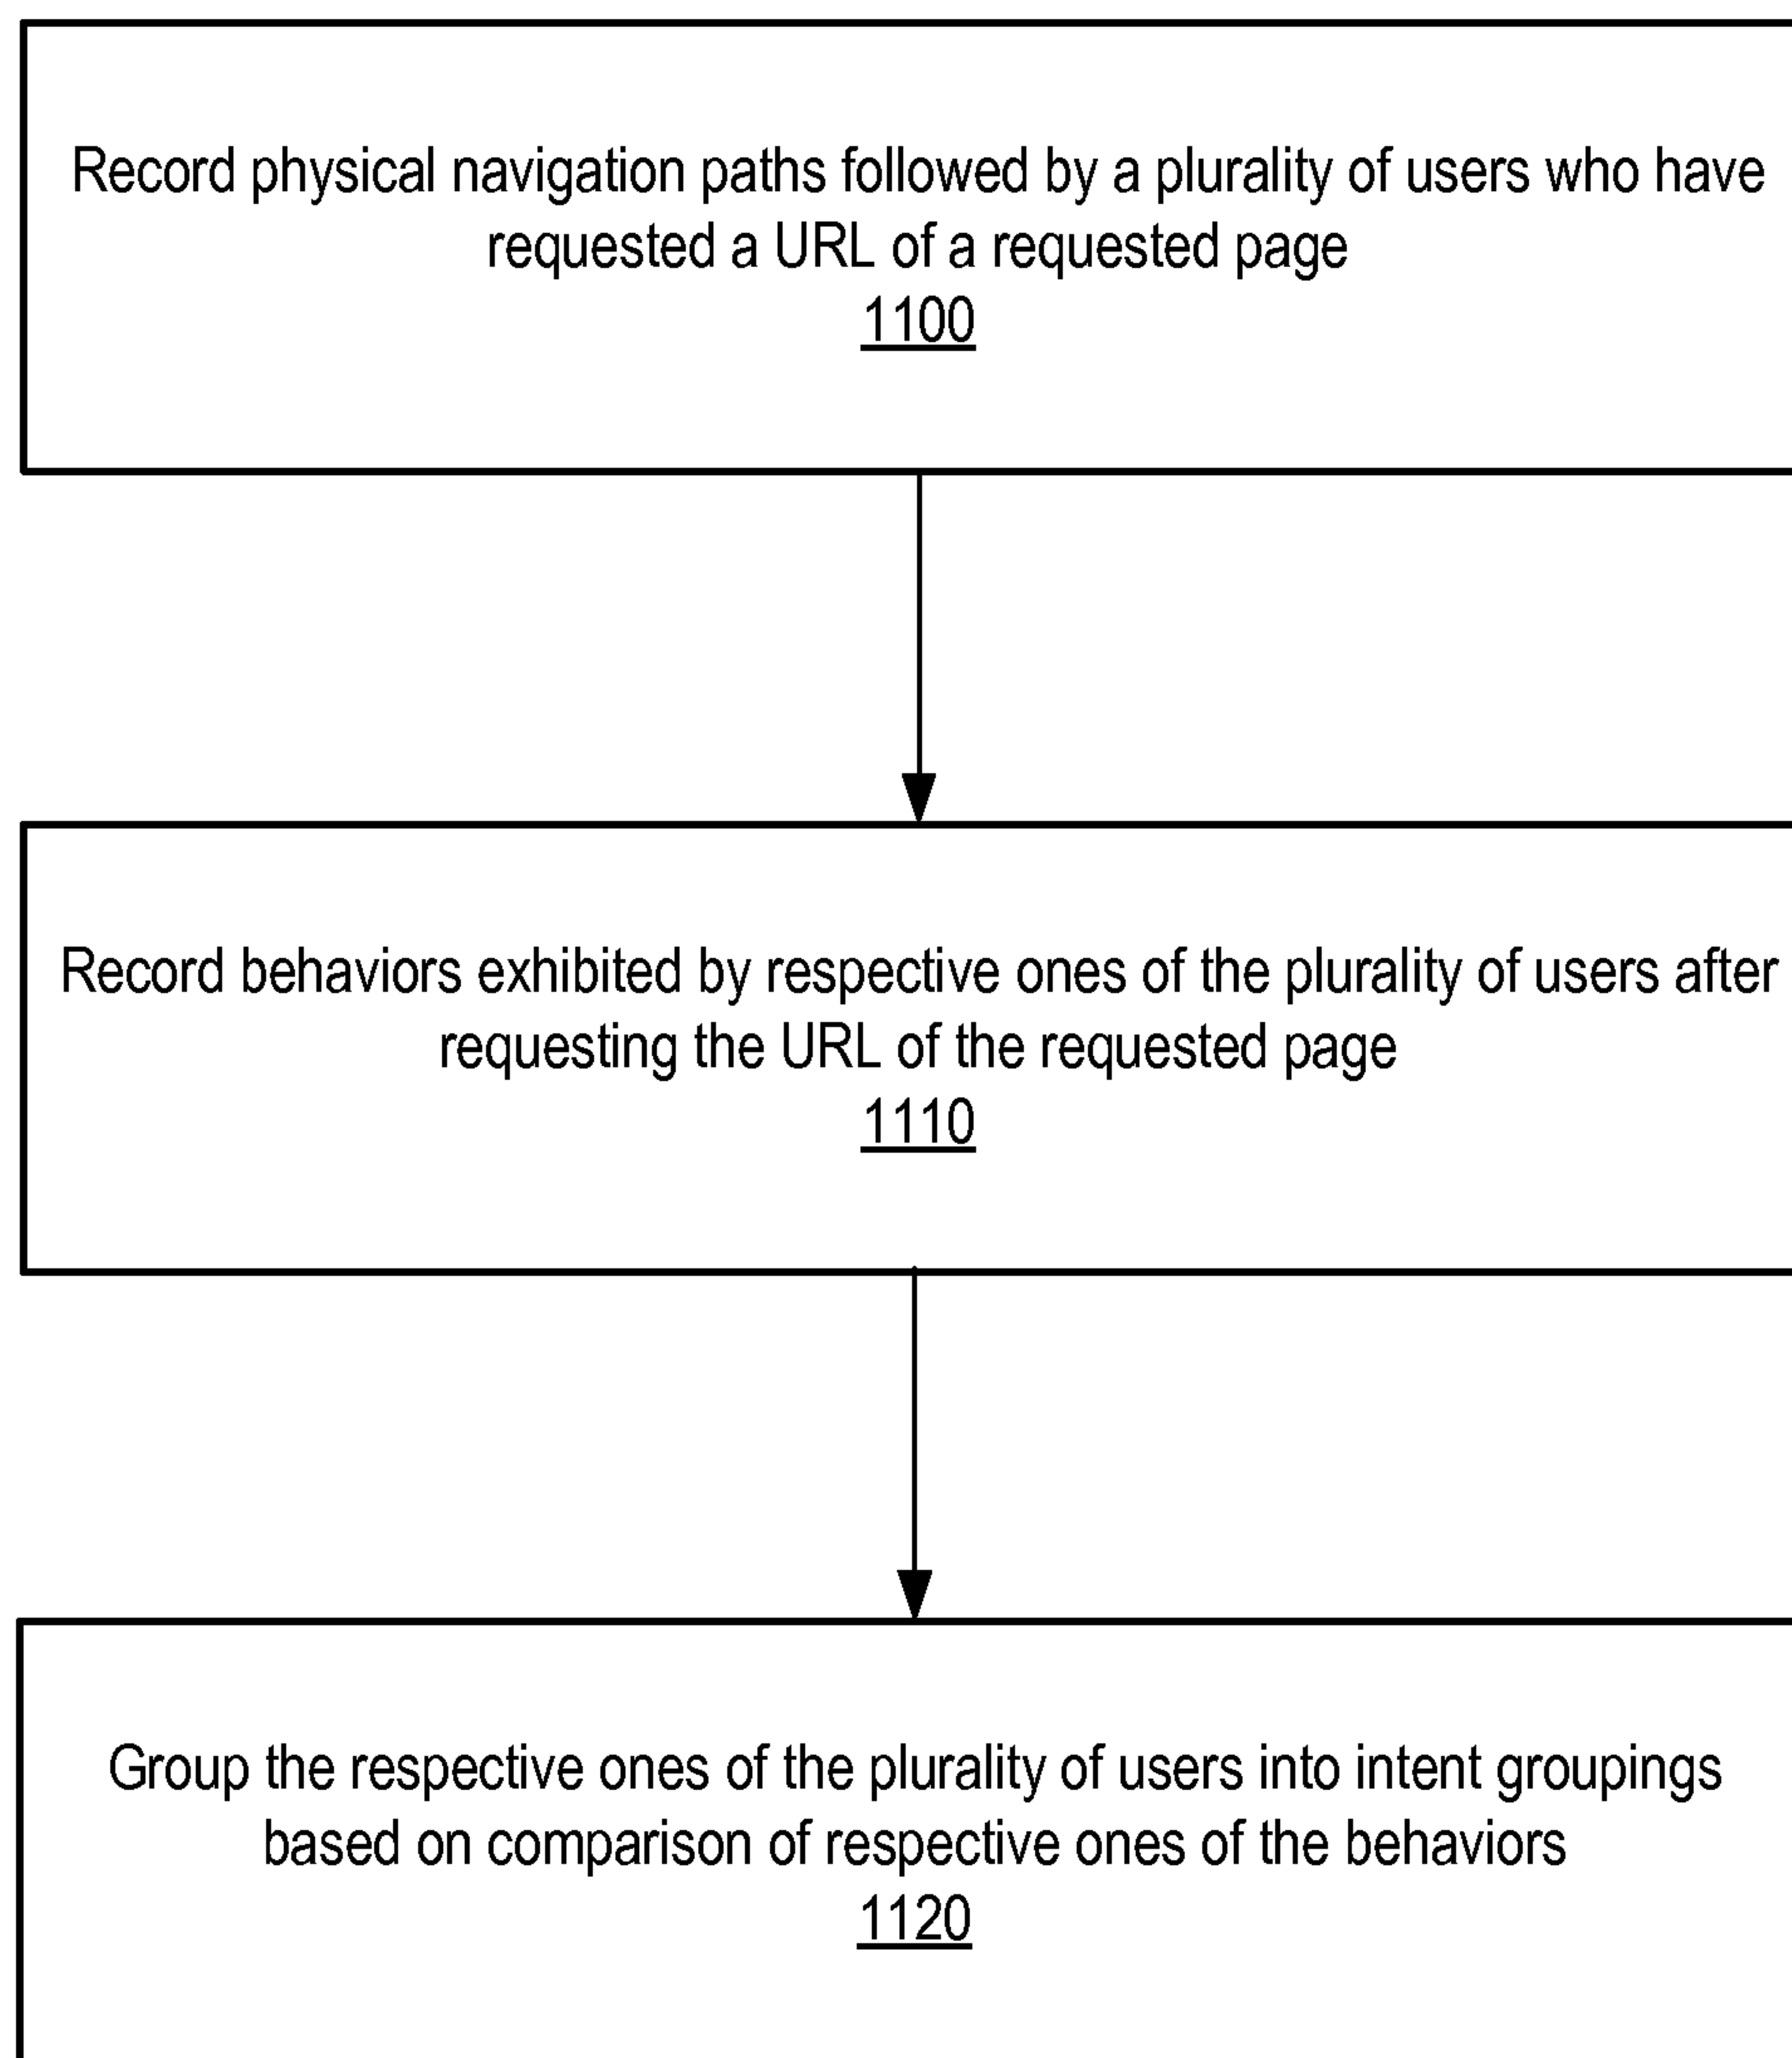 Record physical navigation paths followed by a plurality of users who have
requested a URL of a requested page
1100
Record behaviors exhibited by respective ones of the plurality of users after
requesting the URL of the requested page
1110
Group the respective ones of the plurality of users into intent groupings
based on comparison of respective ones of the behaviors
1120